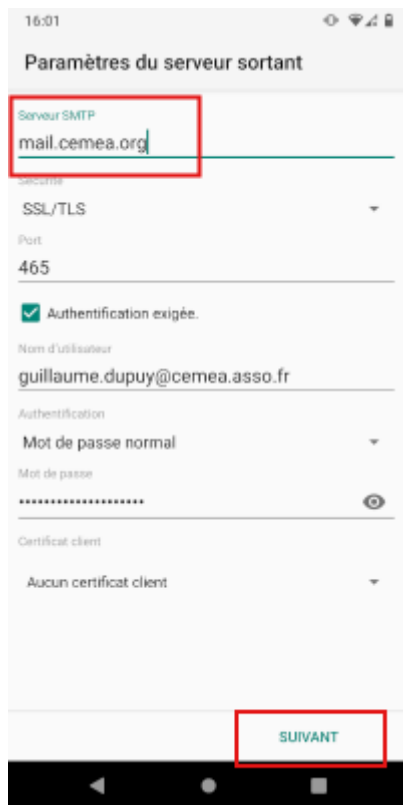 16:01
Paramètres du serveur sortant
Serveur SMTP
mail.cemea.org
Sécurité
SSL/TLS
Port
465
Authentification exigée.
Nom d'utilisateur
guillaume.dupuy@cemea.asso.fr
Authentification
Mot de passe normal
Mot de passe
••••••••••••••••••••
Certificat client
Aucun certificat client
SUIVANT